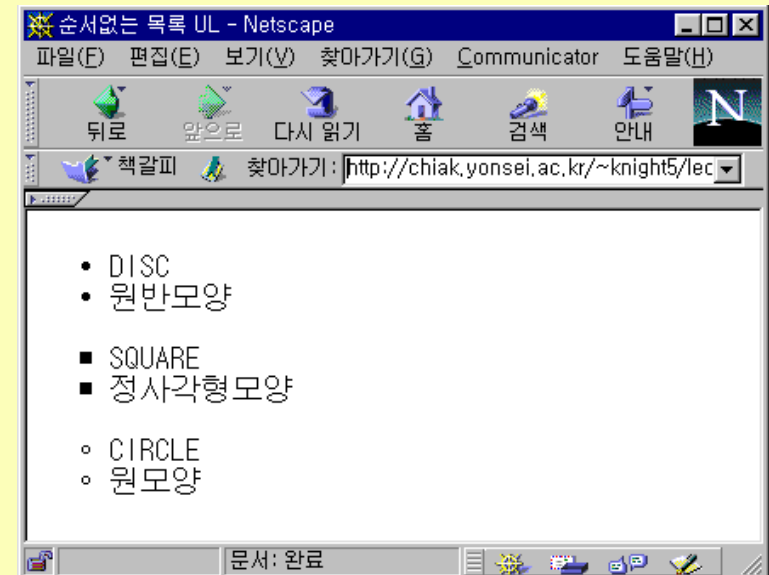 순서없는 목록 UL - Netscape
파일(F) 편집(E) 보기(V) 찾아가기(G) Communicator 도움말(H)
뒤로 앞으로 다시 읽기 홈 검색 안내 N
책갈피 찾아가기: http://chiak.yonsei.ac.kr/~knight5/lec
• DISC
• 원반모양
■ SQUARE
■ 정사각형모양
◦ CIRCLE
◦ 원모양
문서: 완료